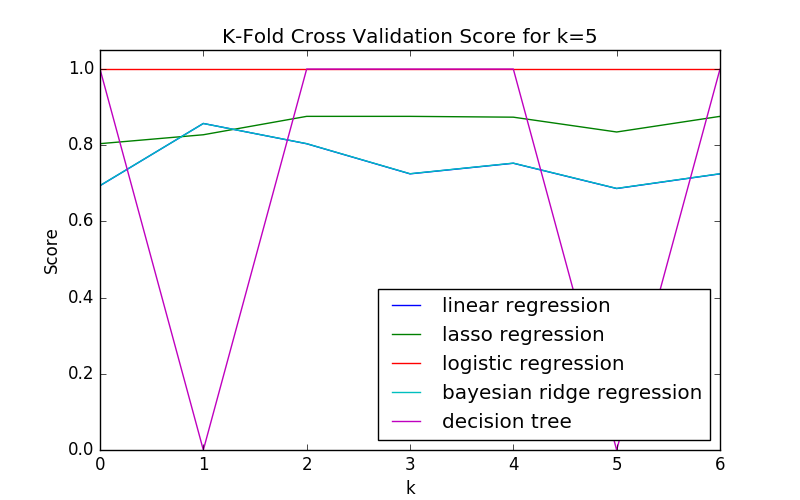 K-Fold Cross Validation Score for k=5
1.0
0.8
0.6
0.4
0.2
0.0
Score
linear regression
lasso regression
logistic regression
bayesian ridge regression
decision tree
0 1 2 3 4 5 6
k